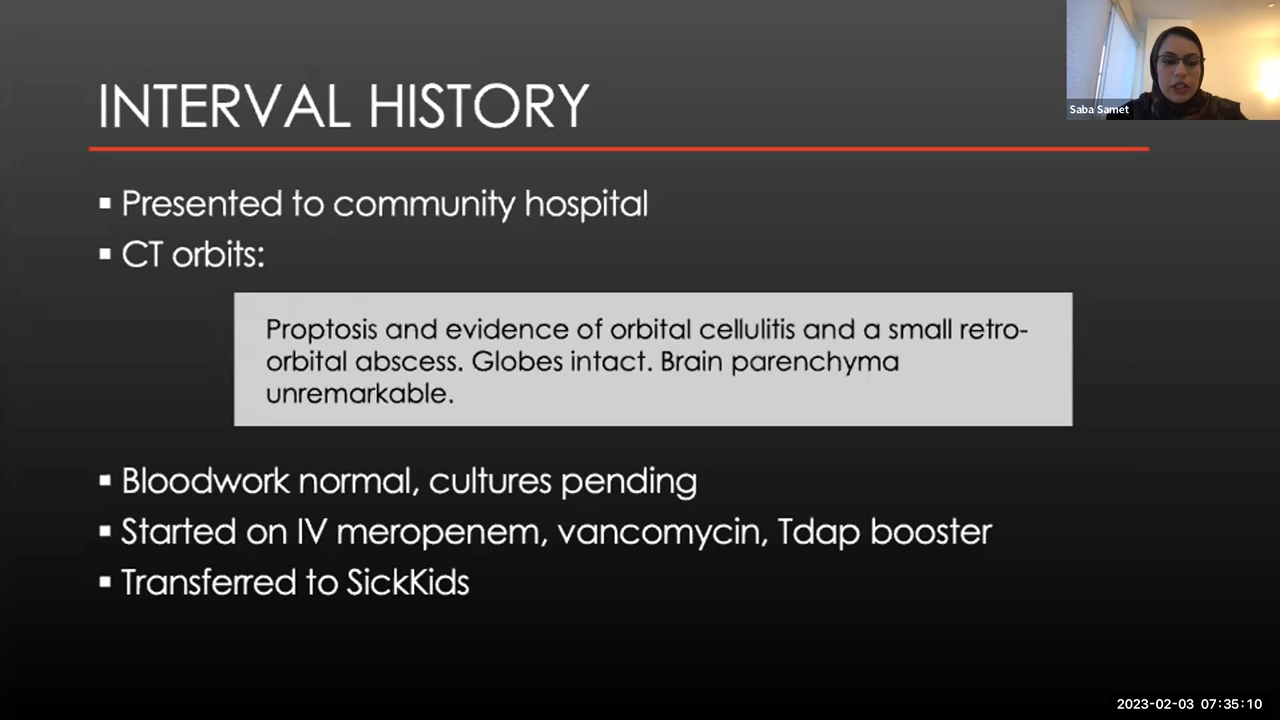 Saba Samet
INTERVAL HISTORY
▪ Presented to community hospital
▪ CT orbits:
Proptosis and evidence of orbital cellulitis and a small retro-
orbital abscess. Globes intact. Brain parenchyma
unremarkable.
▪ Bloodwork normal, cultures pending
▪ Started on IV meropenem, vancomycin, Tdap booster
▪ Transferred to SickKids
2023-02-03 07:35:10